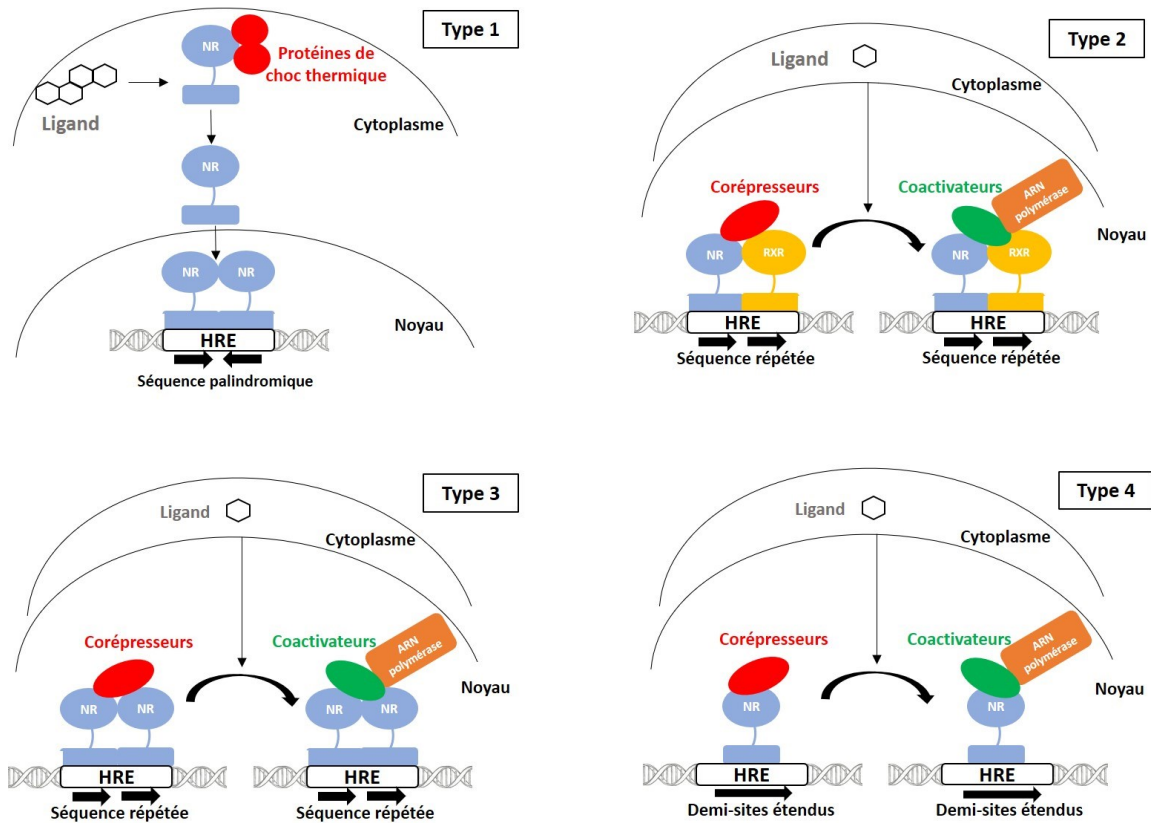 Type 1
NR
Protéines de
choc thermique
Ligand
Cytoplasme
NR
NR
NR
Noyau
HRE
Séquence palindromique
Type 2
Ligand
Cytoplasme
Corépresseurs
Coactivateurs
ARN
polymérase
NR
RXR
NR
RXR
Noyau
HRE
HRE
Séquence répétée
Séquence répétée
Type 3
Ligand
Cytoplasme
Corépresseurs
Coactivateurs
ARN
polymérase
Noyau
NR
NR
NR
NR
HRE
HRE
Séquence répétée
Séquence répétée
Type 4
Ligand
Cytoplasme
Corépresseurs
Coactivateurs
ARN
polymérase
Noyau
NR
NR
HRE
HRE
Demi-sites étendus
Demi-sites étendus